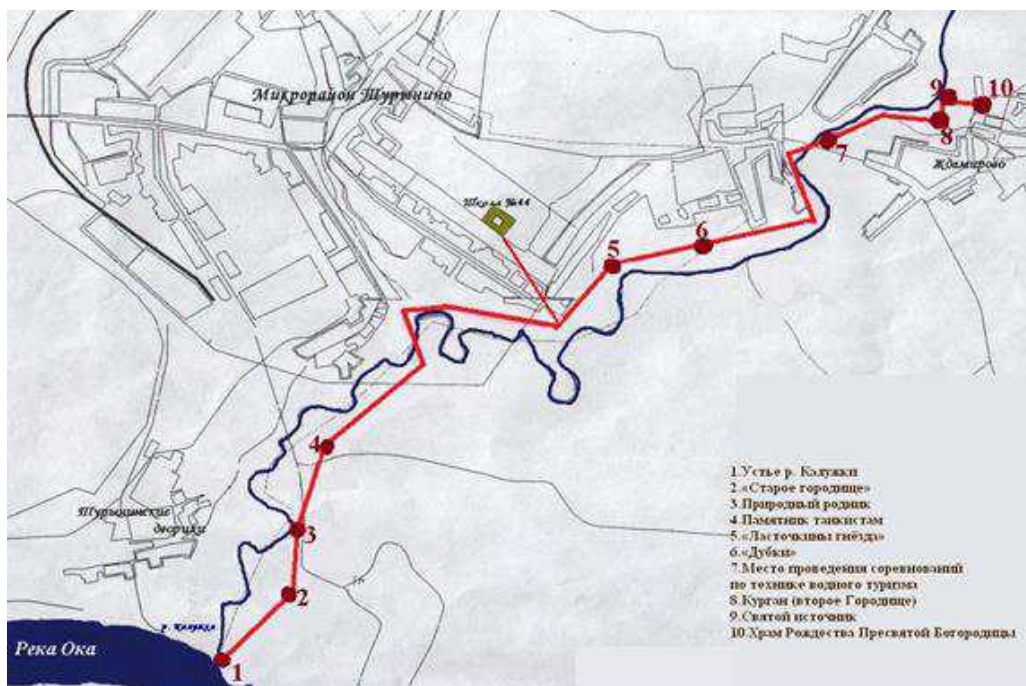 Микрорайон Турынино
9
10
8
7
Ждамирово
Школа №44
6
5
4
Турынинские
дворики
3
2
р. Калужка
Река Ока
1
1.Устье р. Калужки
2.«Старое городище»
3.Природный родник
4.Памятник танкистам
5.«Ласточкины гнёзда»
6.«Дубки»
7.Место проведения соревнований
по технике водного туризма
8.Курган (второе Городище)
9.Святой источник
10.Храм Рождества Пресвятой Богородицы